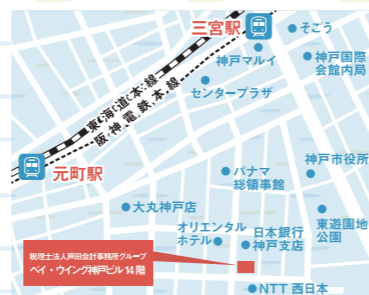 三宮駅
そごう
神戸マルイ
神戸国際
会館内局
センタープラザ
東海道本線
阪神電鉄本線
元町駅
パナマ
総領事館
神戸市役所
大丸神戸店
東遊園地
公園
オリエンタル
ホテル
日本銀行
神戸支店
税理士法人芦田会計事務所グループ
ベイ・ウイング神戸ビル 14階
NTT 西日本